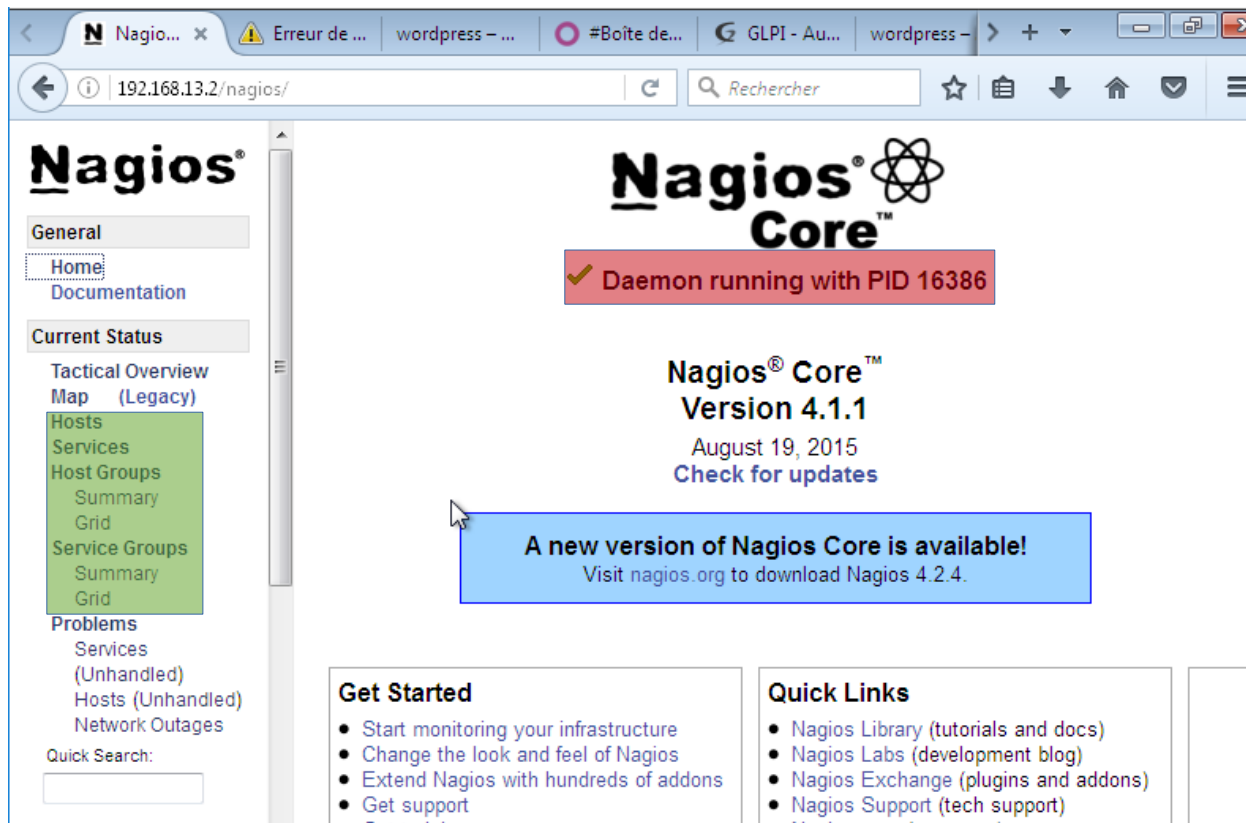 Nagio...
Erreur de ...
wordpress – ...
#Boîte de...
GLPI - Au...
wordpress –
192.168.13.2/nagios/
Rechercher
Nagios®
General
Home
Documentation
Current Status
Tactical Overview
Map (Legacy)
Hosts
Services
Host Groups
Summary
Grid
Service Groups
Summary
Grid
Problems
Services
(Unhandled)
Hosts (Unhandled)
Network Outages
Quick Search:
Nagios®
Core™
Daemon running with PID 16386
Nagios® Core™
Version 4.1.1
August 19, 2015
Check for updates
A new version of Nagios Core is available!
Visit nagios.org to download Nagios 4.2.4.
Get Started
• Start monitoring your infrastructure
• Change the look and feel of Nagios
• Extend Nagios with hundreds of addons
• Get support
Quick Links
• Nagios Library (tutorials and docs)
• Nagios Labs (development blog)
• Nagios Exchange (plugins and addons)
• Nagios Support (tech support)